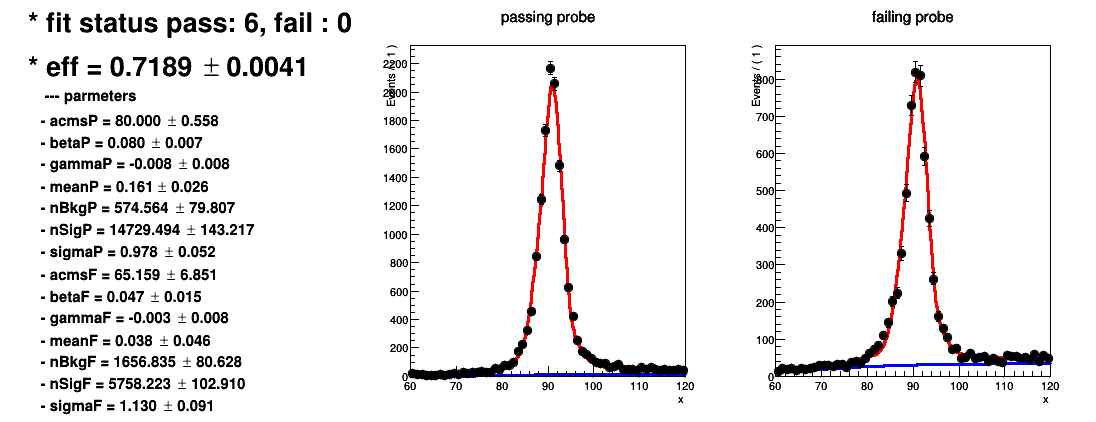 * fit status pass: 6, fail : 0
* eff = 0.7189 ± 0.0041
--- parmeters
- acmsP = 80.000 ± 0.558
- betaP = 0.080 ± 0.007
- gammaP = -0.008 ± 0.008
- meanP = 0.161 ± 0.026
- nBkgP = 574.564 ± 79.807
- nSigP = 14729.494 ± 143.217
- sigmaP = 0.978 ± 0.052
- acmsF = 65.159 ± 6.851
- betaF = 0.047 ± 0.015
- gammaF = -0.003 ± 0.008
- meanF = 0.038 ± 0.046
- nBkgF = 1656.835 ± 80.628
- nSigF = 5758.223 ± 102.910
- sigmaF = 1.130 ± 0.091
passing probe
Events / ( 1 )
2200
2000
1800
1600
1400
1200
1000
800
600
400
200
0
60 70 80 90 100 110 120
x
failing probe
Events / ( 1 )
800
700
600
500
400
300
200
100
0
60 70 80 90 100 110 120
x